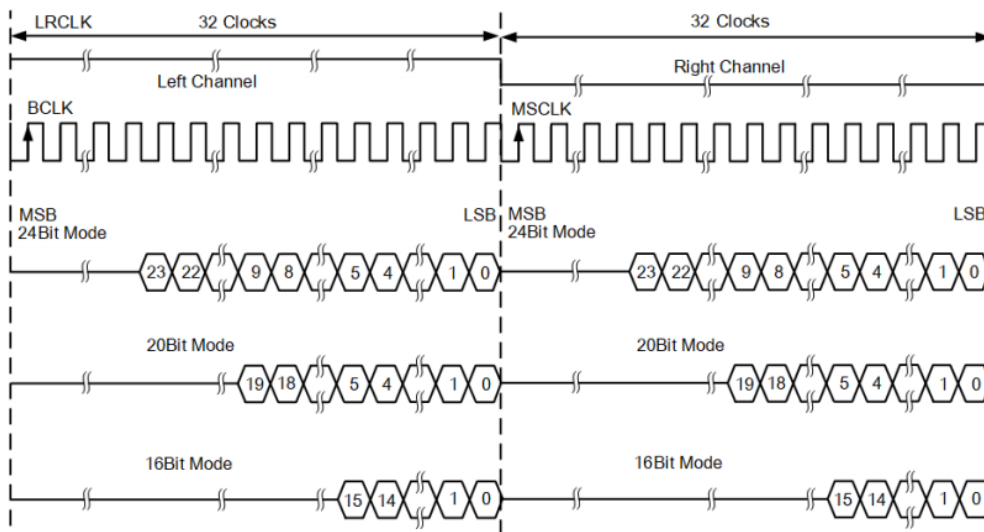 LRCLK 32 Clocks 32 Clocks
Left Channel Right Channel
BCLK MSCLK
MSB LSB MSB LSB
24Bit Mode 24Bit Mode
23 22 9 8 5 4 1 0 23 22 9 8 5 4 1 0
20Bit Mode 20Bit Mode
19 18 5 4 1 0 19 18 5 4 1 0
16Bit Mode 16Bit Mode
15 14 1 0 15 14 1 0